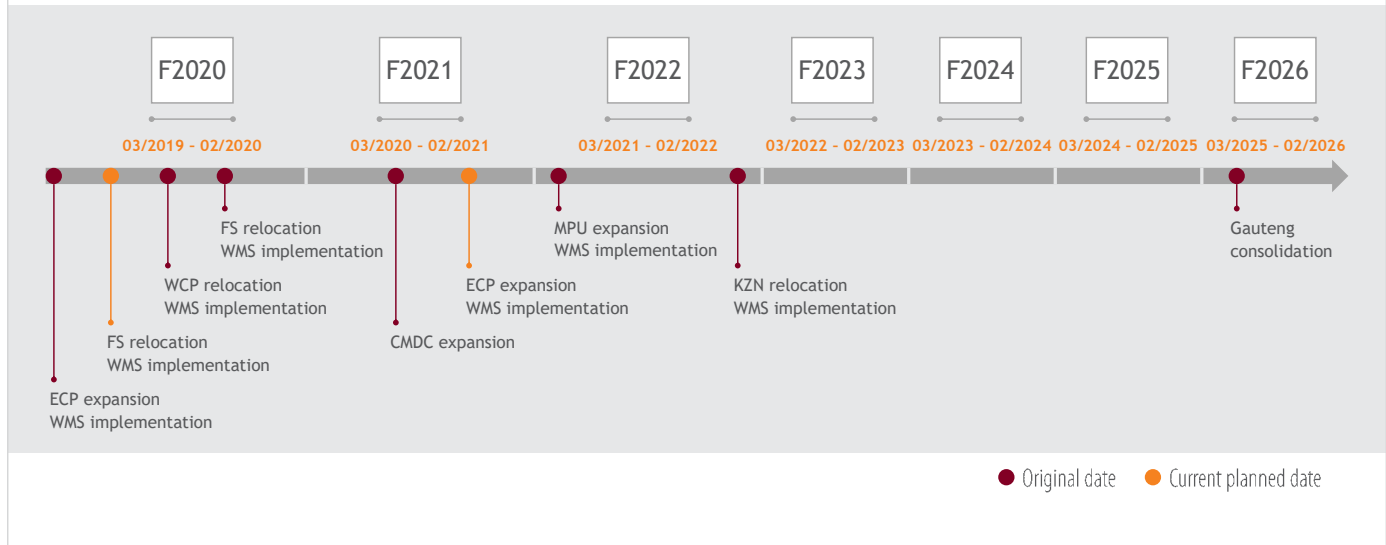 F2020
F2021
F2022
F2023
F2024
F2025
F2026
03/2019 – 02/2020
03/2020 – 02/2021
03/2021 – 02/2022
03/2022 – 02/2023
03/2023 – 02/2024
03/2024 – 02/2025
03/2025 – 02/2026
FS relocation
WMS implementation
MPU expansion
WMS implementation
Gauteng
consolidation
WCP relocation
WMS implementation
ECP expansion
WMS implementation
KZN relocation
WMS implementation
FS relocation
WMS implementation
CMDC expansion
ECP expansion
WMS implementation
Original date
Current planned date